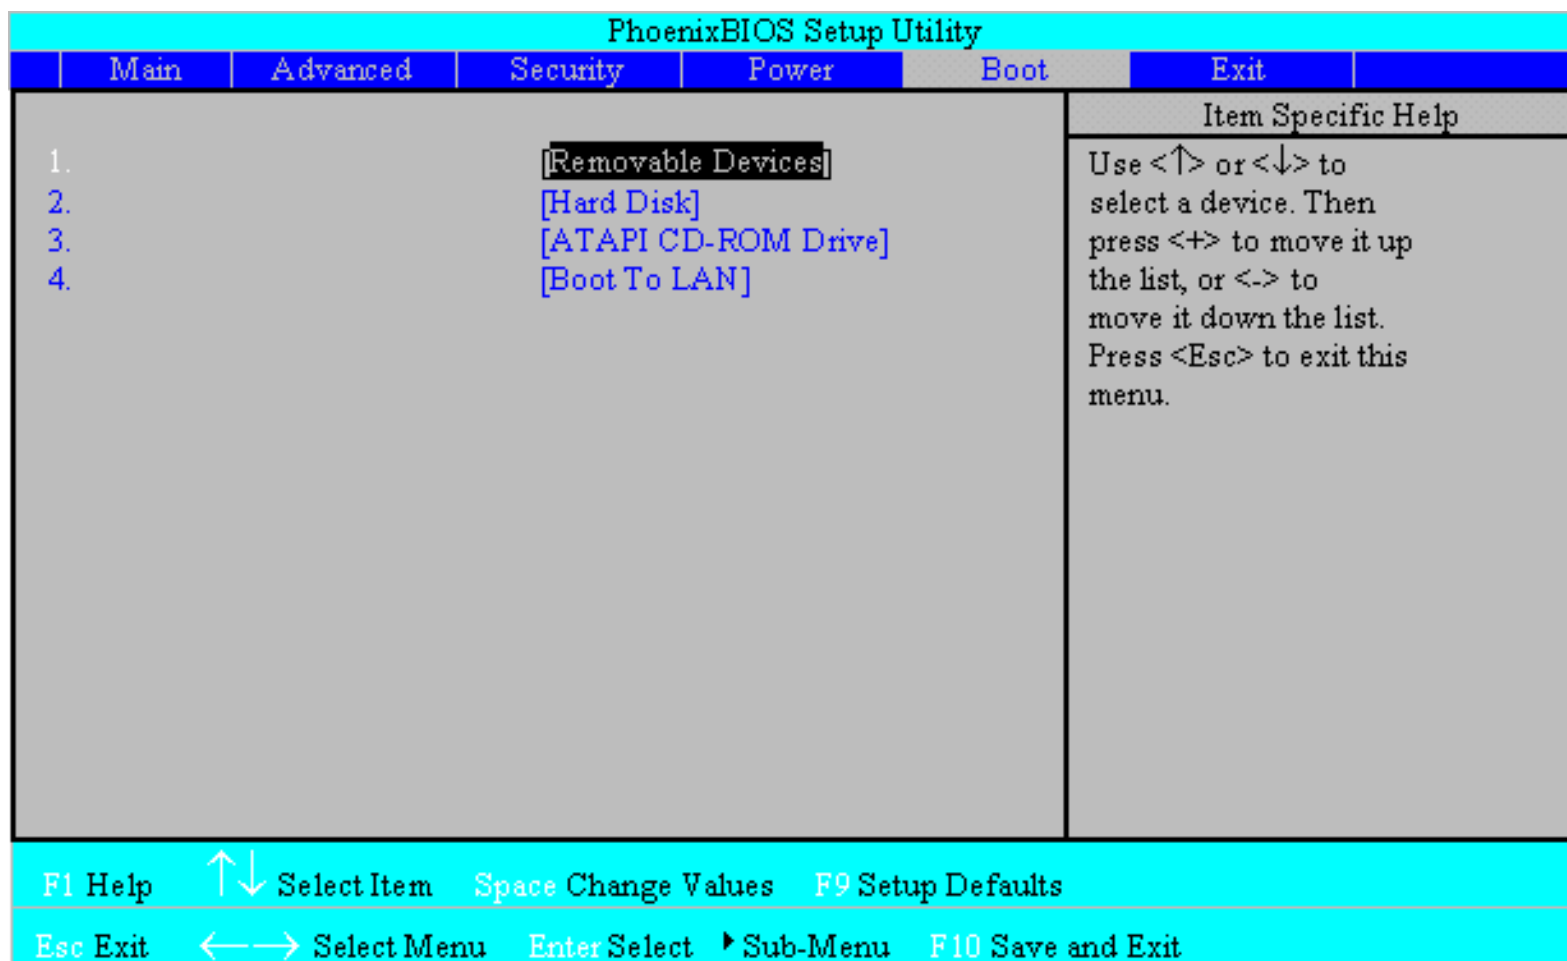 PhoenixBIOS Setup Utility
Main Advanced Security Power Boot Exit
Item Specific Help
1. [Removable Devices]
2. [Hard Disk]
3. [ATAPI CD-ROM Drive]
4. [Boot To LAN]
Use <↑> or <↓> to
select a device. Then
press <+> to move it up
the list, or <-> to
move it down the list.
Press <Esc> to exit this
menu.
F1 Help ↑↓ Select Item Space Change Values F9 Setup Defaults
Esc Exit ←→ Select Menu Enter Select ▸Sub-Menu F10 Save and Exit